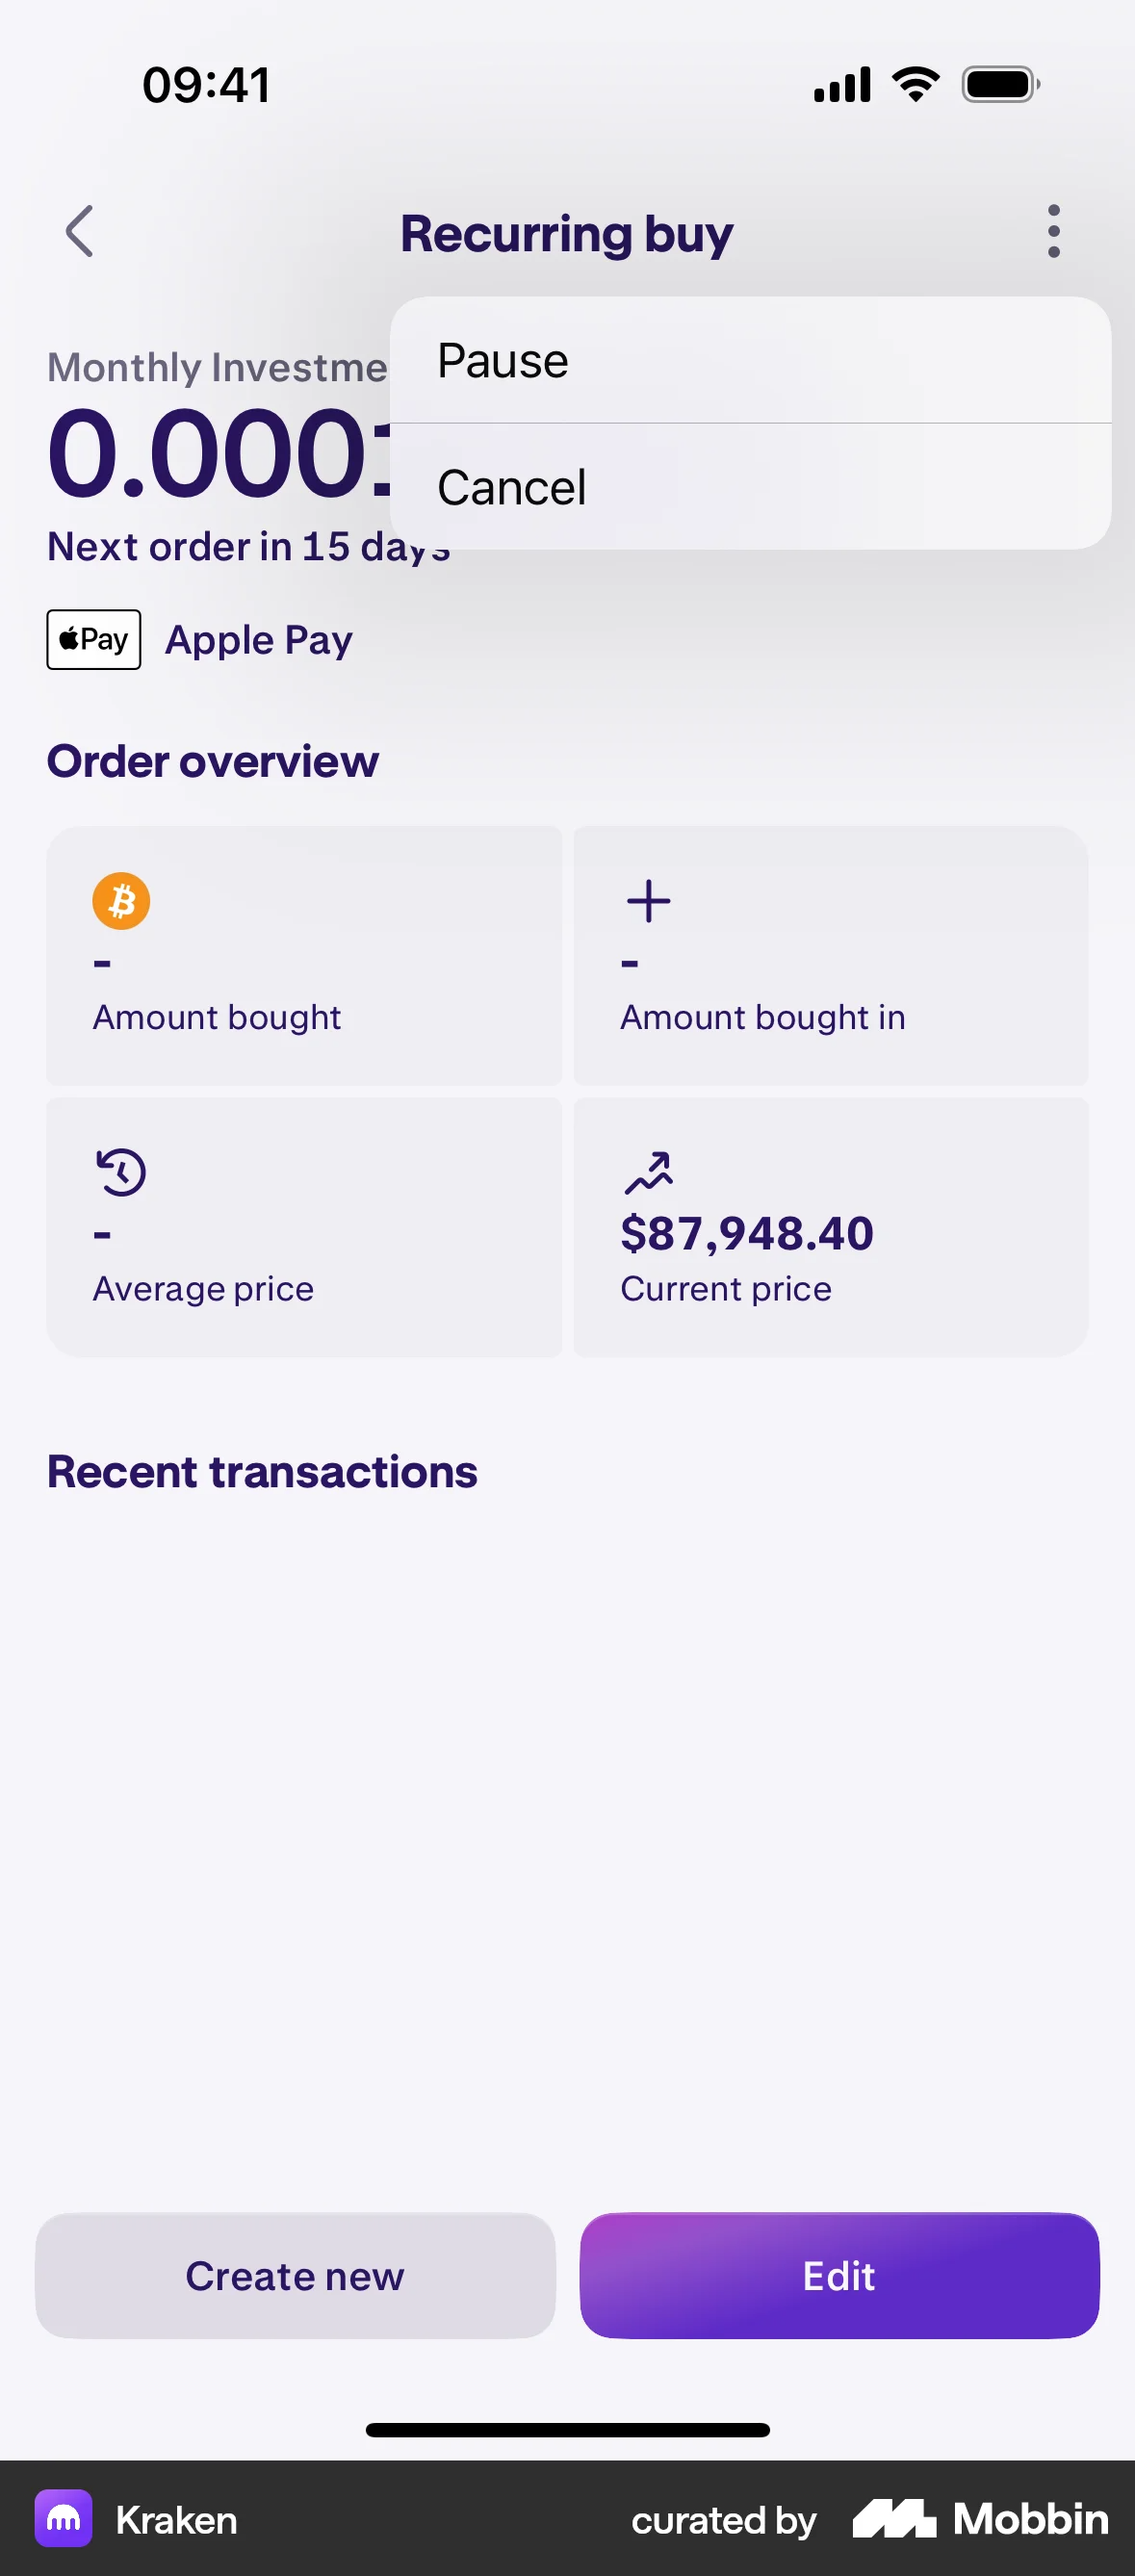 09:41
Recurring buy
Pause
Cancel
Monthly Investme
0.0001
Next order in 15 days
Pay
Apple Pay
Order overview
-
Amount bought
-
Amount bought in
-
Average price
$87,948.40
Current price
Recent transactions
Create new
Edit
Kraken
curated by
Mobbin